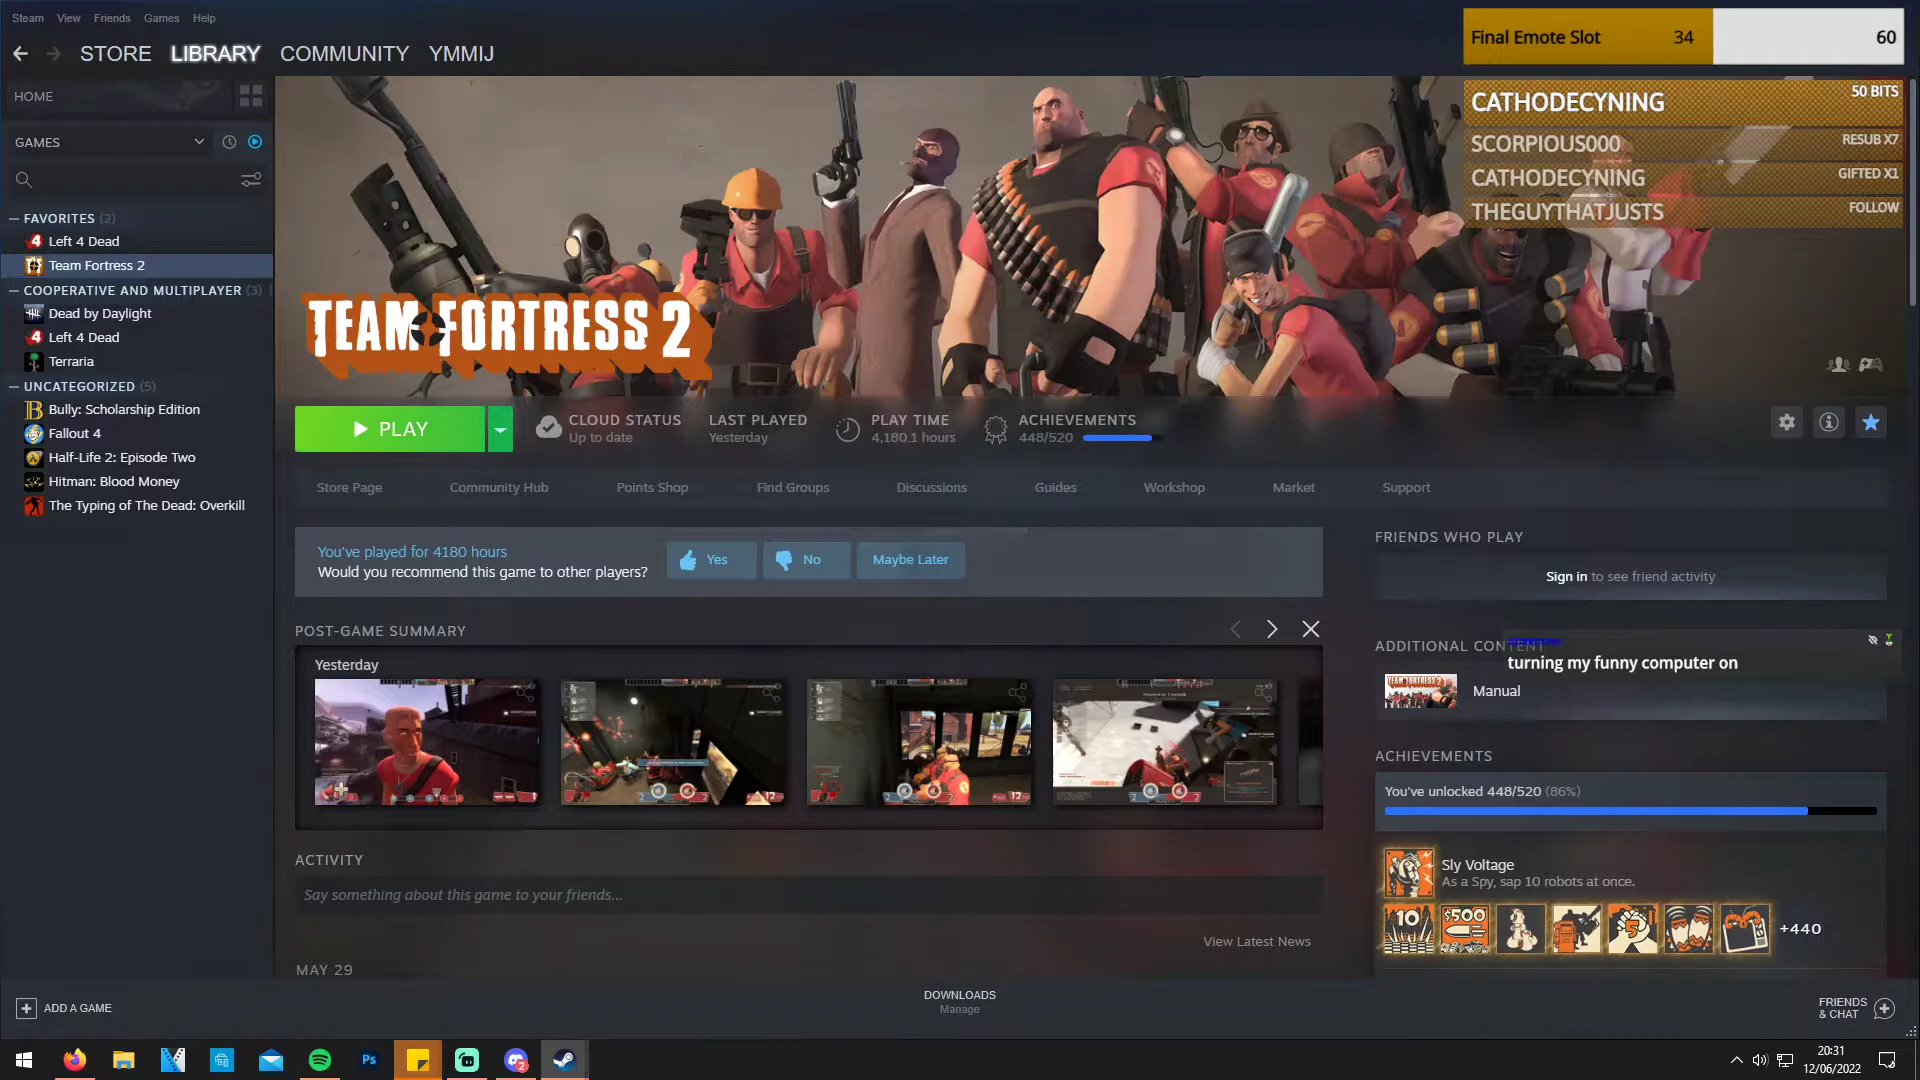 Steam View Friends Games Help
STORE LIBRARY COMMUNITY YMMIJ
Final Emote Slot 34 60
CATHODECYNING 50 BITS
SCORPIOUS000 RESUB X7
CATHODECYNING GIFTED X1
THEGUYTHATJUSTS FOLLOW
HOME
GAMES
FAVORITES (2)
Left 4 Dead
Team Fortress 2
COOPERATIVE AND MULTIPLAYER (3)
Dead by Daylight
Left 4 Dead
Terraria
UNCATEGORIZED (5)
Bully: Scholarship Edition
Fallout 4
Half-Life 2: Episode Two
Hitman: Blood Money
The Typing of The Dead: Overkill
TEAM FORTRESS 2
PLAY
CLOUD STATUS
Up to date
LAST PLAYED
Yesterday
PLAY TIME
4,180.1 hours
ACHIEVEMENTS
448/520
Store Page Community Hub Points Shop Find Groups Discussions Guides Workshop Market Support
You've played for 4180 hours
Would you recommend this game to other players?
Yes No Maybe Later
POST-GAME SUMMARY
Yesterday
ACTIVITY
Say something about this game to your friends...
View Latest News
MAY 29
FRIENDS WHO PLAY
Sign in to see friend activity
ADDITIONAL CONTENT
turning my funny computer on
TEAM FORTRESS 2
Manual
ACHIEVEMENTS
You've unlocked 448/520 (86%)
Sly Voltage
As a Spy, sap 10 robots at once.
10 $500 5 +440
ADD A GAME
DOWNLOADS
Manage
FRIENDS
& CHAT
Ps 2
20:31
12/06/2022